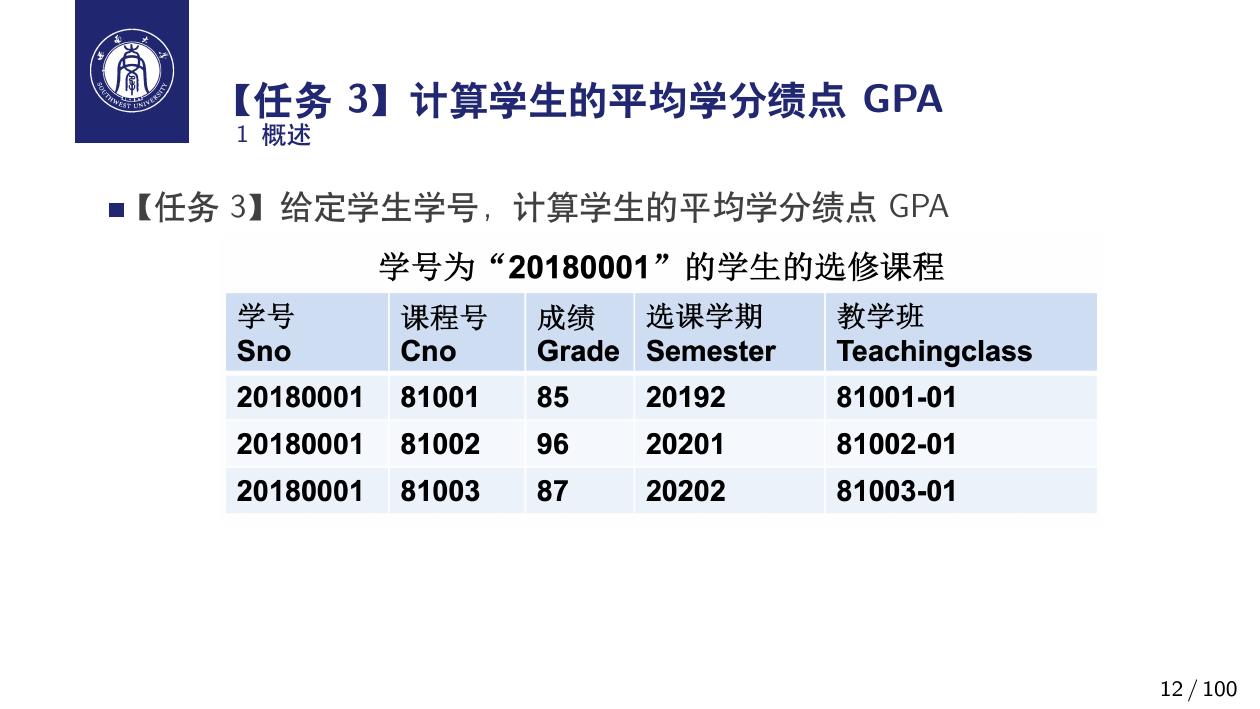 西南大学
SOUTHWEST UNIVERSITY
【任务 3】计算学生的平均学分绩点 GPA
1 概述
【任务 3】给定学生学号，计算学生的平均学分绩点 GPA
学号为“20180001”的学生的选修课程
学号 课程号 成绩 选课学期 教学班
Sno Cno Grade Semester Teachingclass
20180001 81001 85 20192 81001-01
20180001 81002 96 20201 81002-01
20180001 81003 87 20202 81003-01
12 / 100